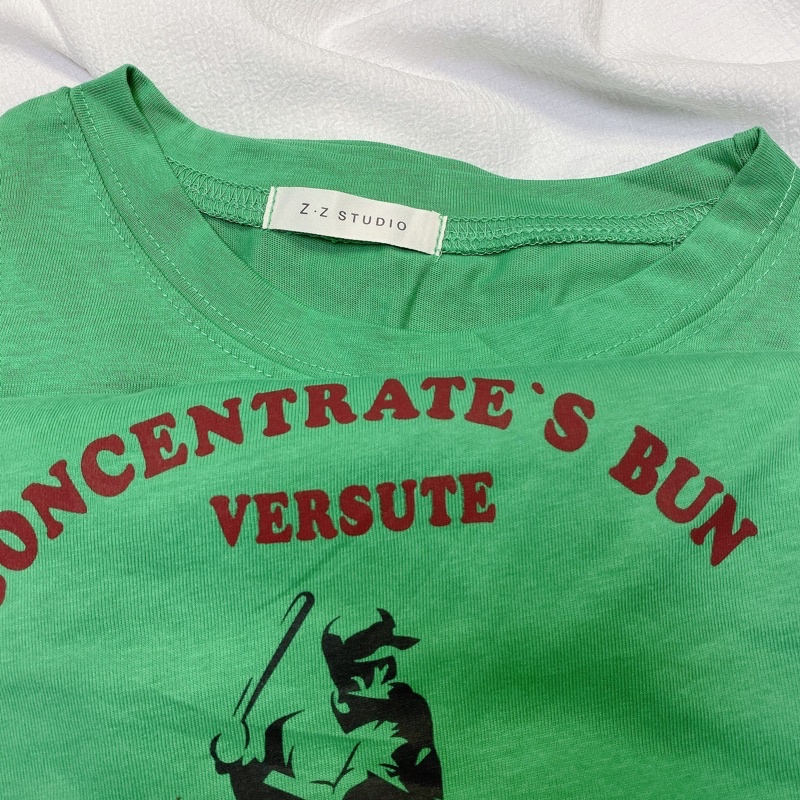 Z·Z STUDIO
CONCENTRATE`S BUN
VERSUTE